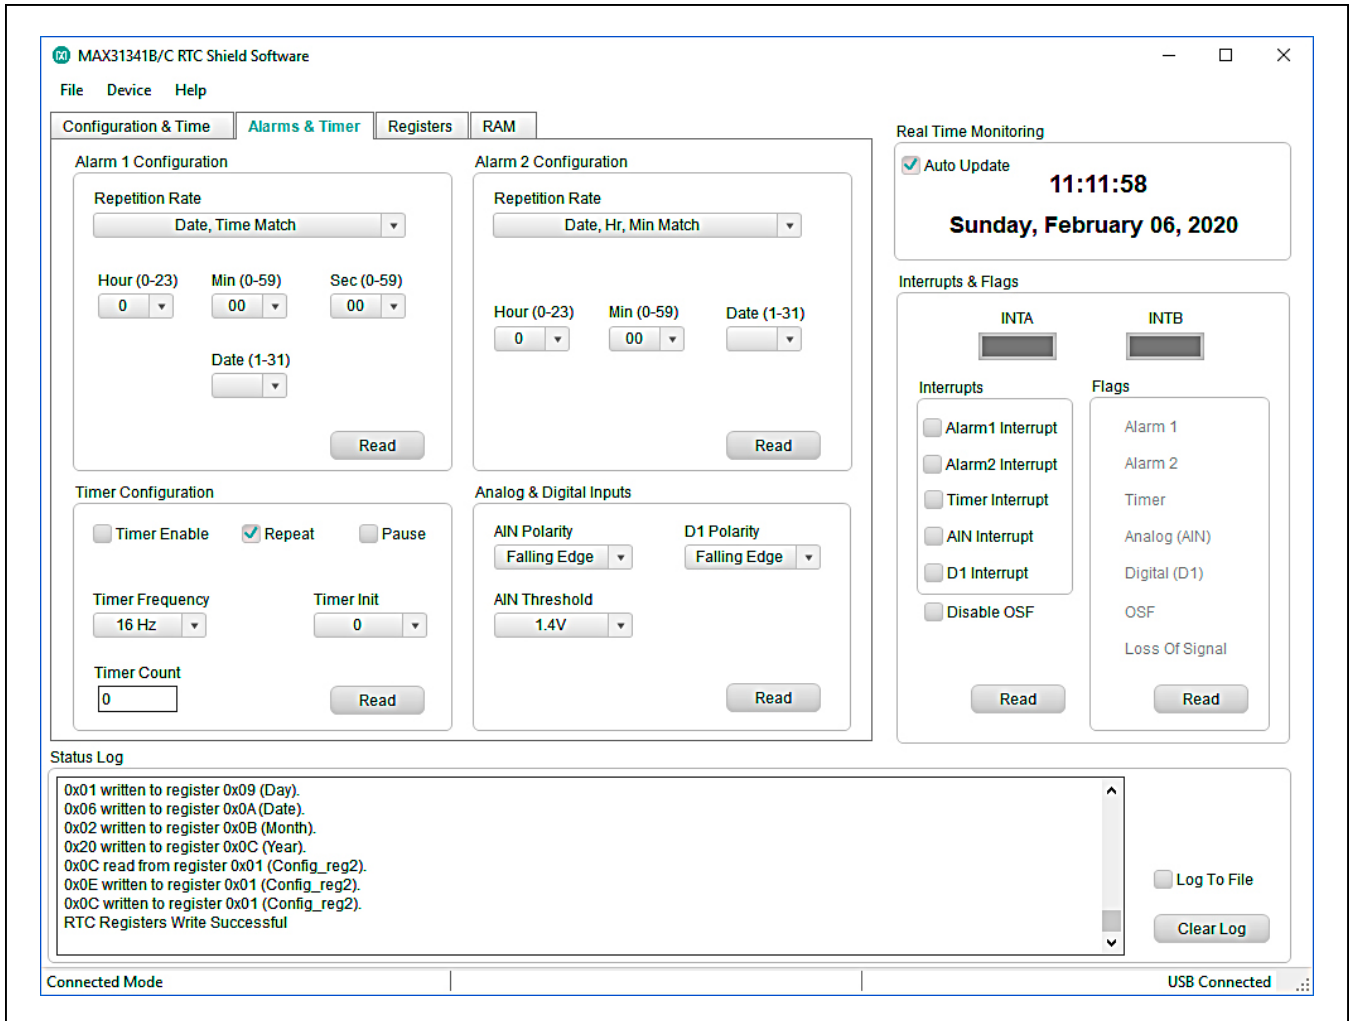 MAX31341B/C RTC Shield Software
File Device Help
Configuration & Time Alarms & Timer Registers RAM
Alarm 1 Configuration
Repetition Rate
Date, Time Match
Hour (0-23) Min (0-59) Sec (0-59)
0 00 00
Date (1-31)
Read
Alarm 2 Configuration
Repetition Rate
Date, Hr, Min Match
Hour (0-23) Min (0-59) Date (1-31)
0 00
Read
Timer Configuration
Timer Enable Repeat Pause
Timer Frequency Timer Init
16 Hz 0
Timer Count
0
Read
Analog & Digital Inputs
AIN Polarity D1 Polarity
Falling Edge Falling Edge
AIN Threshold
1.4V
Read
Real Time Monitoring
Auto Update
11:11:58
Sunday, February 06, 2020
Interrupts & Flags
INTA INTB
Interrupts
Alarm1 Interrupt
Alarm2 Interrupt
Timer Interrupt
AIN Interrupt
D1 Interrupt
Disable OSF
Read
Flags
Alarm 1
Alarm 2
Timer
Analog (AIN)
Digital (D1)
OSF
Loss Of Signal
Read
Status Log
0x01 written to register 0x09 (Day).
0x06 written to register 0x0A (Date).
0x02 written to register 0x0B (Month).
0x20 written to register 0x0C (Year).
0x0C read from register 0x01 (Config_reg2).
0x0E written to register 0x01 (Config_reg2).
0x0C written to register 0x01 (Config_reg2).
RTC Registers Write Successful
Log To File
Clear Log
Connected Mode USB Connected